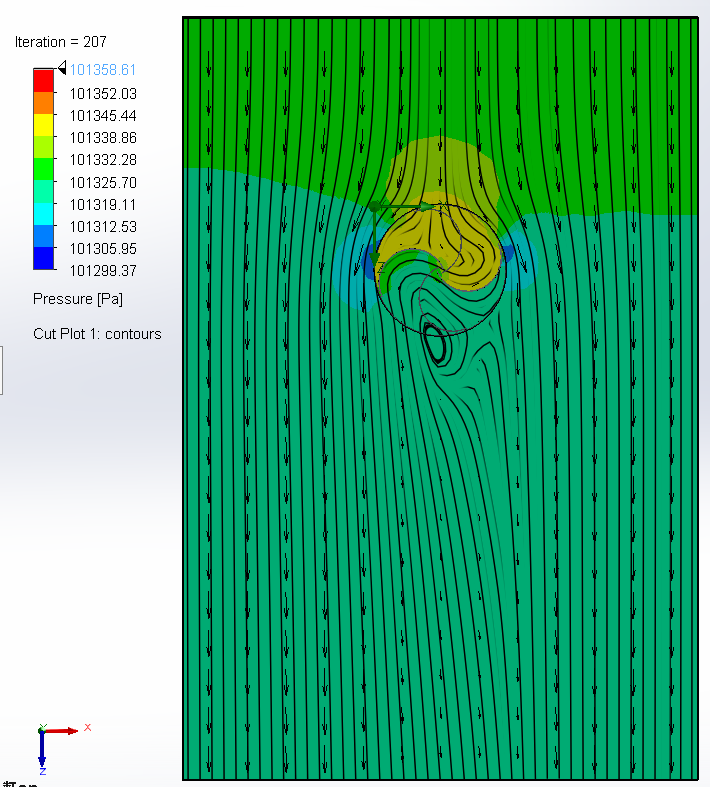 Iteration = 207
101358.61
101352.03
101345.44
101338.86
101332.28
101325.70
101319.11
101312.53
101305.95
101299.37
Pressure [Pa]
Cut Plot 1: contours
Y
X
Z